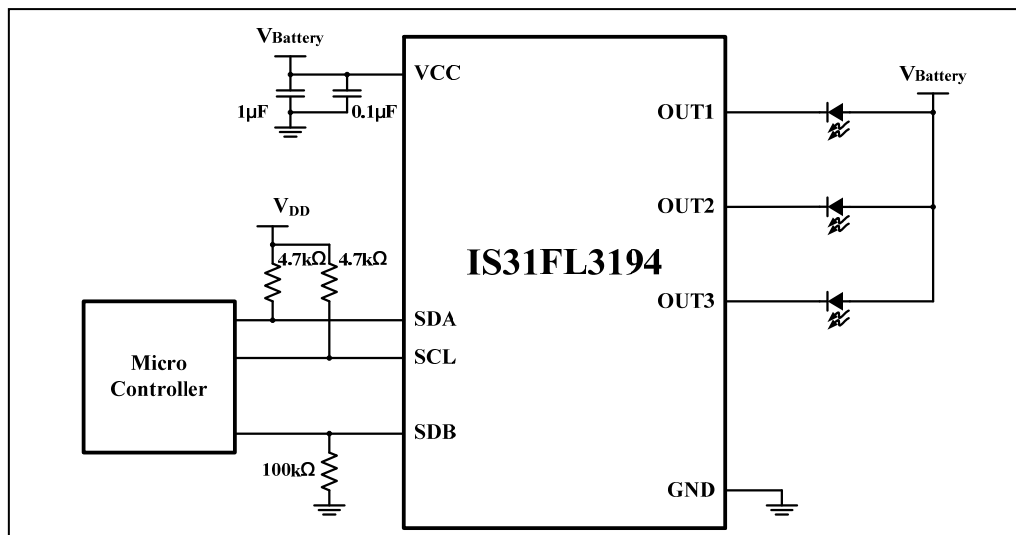 VBattery
VCC
1μF
0.1μF
VDD
4.7kΩ
4.7kΩ
Micro
Controller
SDA
SCL
SDB
100kΩ
IS31FL3194
OUT1
OUT2
OUT3
GND
VBattery